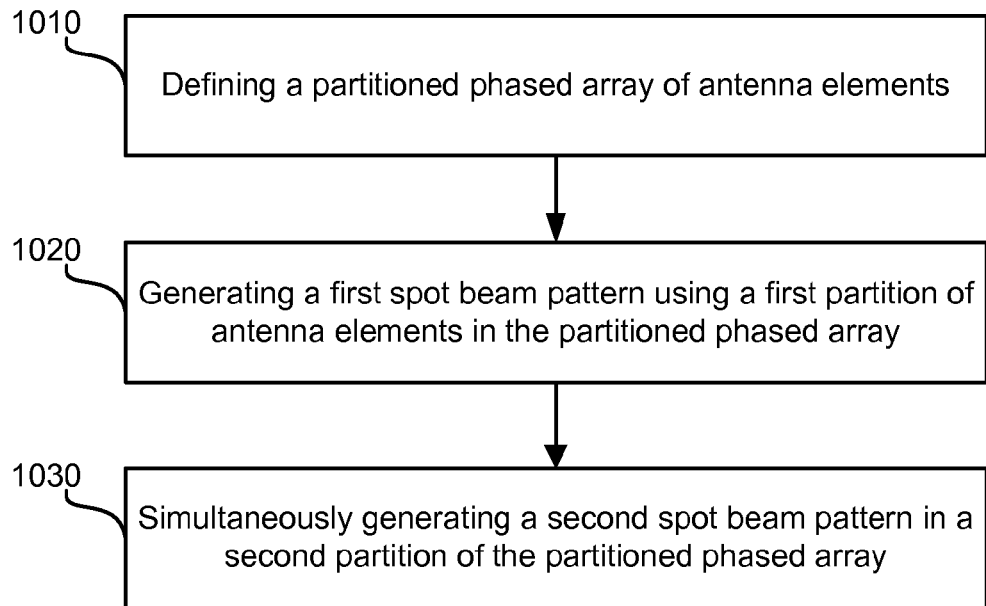 1010
Defining a partitioned phased array of antenna elements
1020
Generating a first spot beam pattern using a first partition of
antenna elements in the partitioned phased array
1030
Simultaneously generating a second spot beam pattern in a
second partition of the partitioned phased array